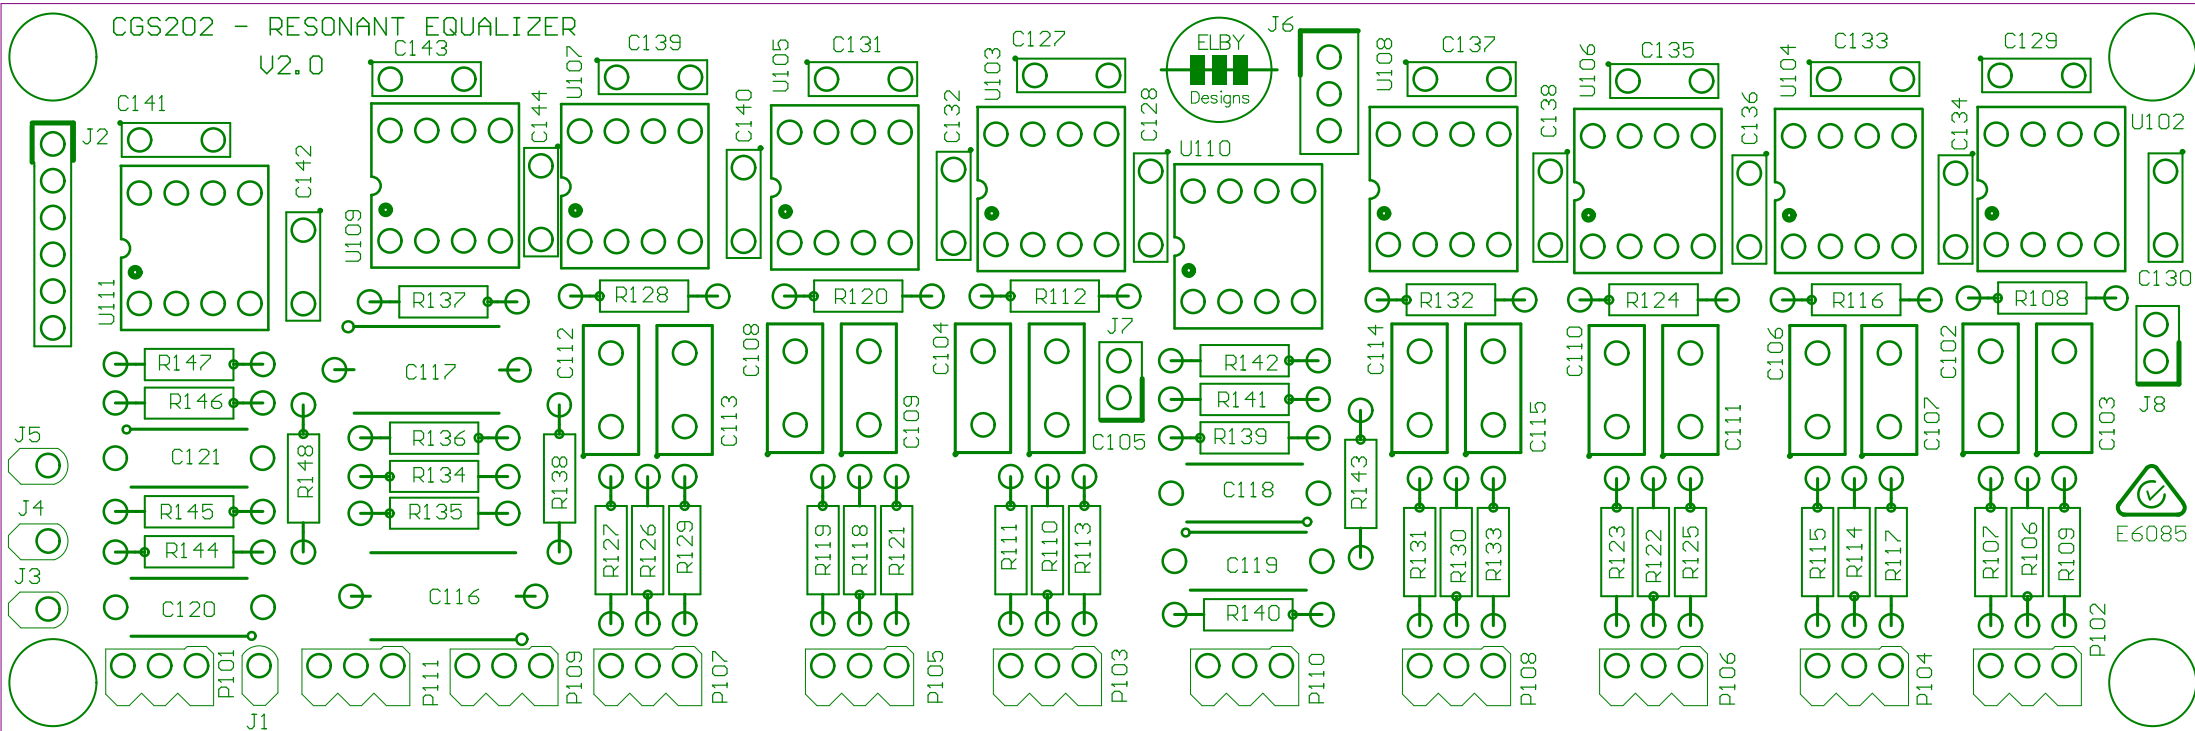 CGS202 - RESONANT EQUALIZER
V2.0
C143
U107
C139
U105
C131
U103
C127
ELBY
Designs
J6
U108
C137
U106
C135
U104
C133
C129
C141
J2
C142
C144
C140
C132
C128
U110
C138
C136
C134
U102
U109
U111
C130
R137
R128
R120
R112
R132
R124
R116
R108
C112
C108
C104
J7
C114
C110
C106
C102
R147
C117
R142
R146
R141
J8
C113
C109
C105
C115
C111
C107
C103
J5
R136
R139
C121
R148
R134
R138
C118
R143
J4
R145
R135
R144
R127
R126
R129
R119
R118
R121
R111
R110
R113
R131
R130
R133
R123
R122
R125
R115
R114
R117
R107
R106
R109
E6085
C119
J3
C120
C116
R140
P101
J1
P111
P109
P107
P105
P103
P110
P108
P106
P104
P102